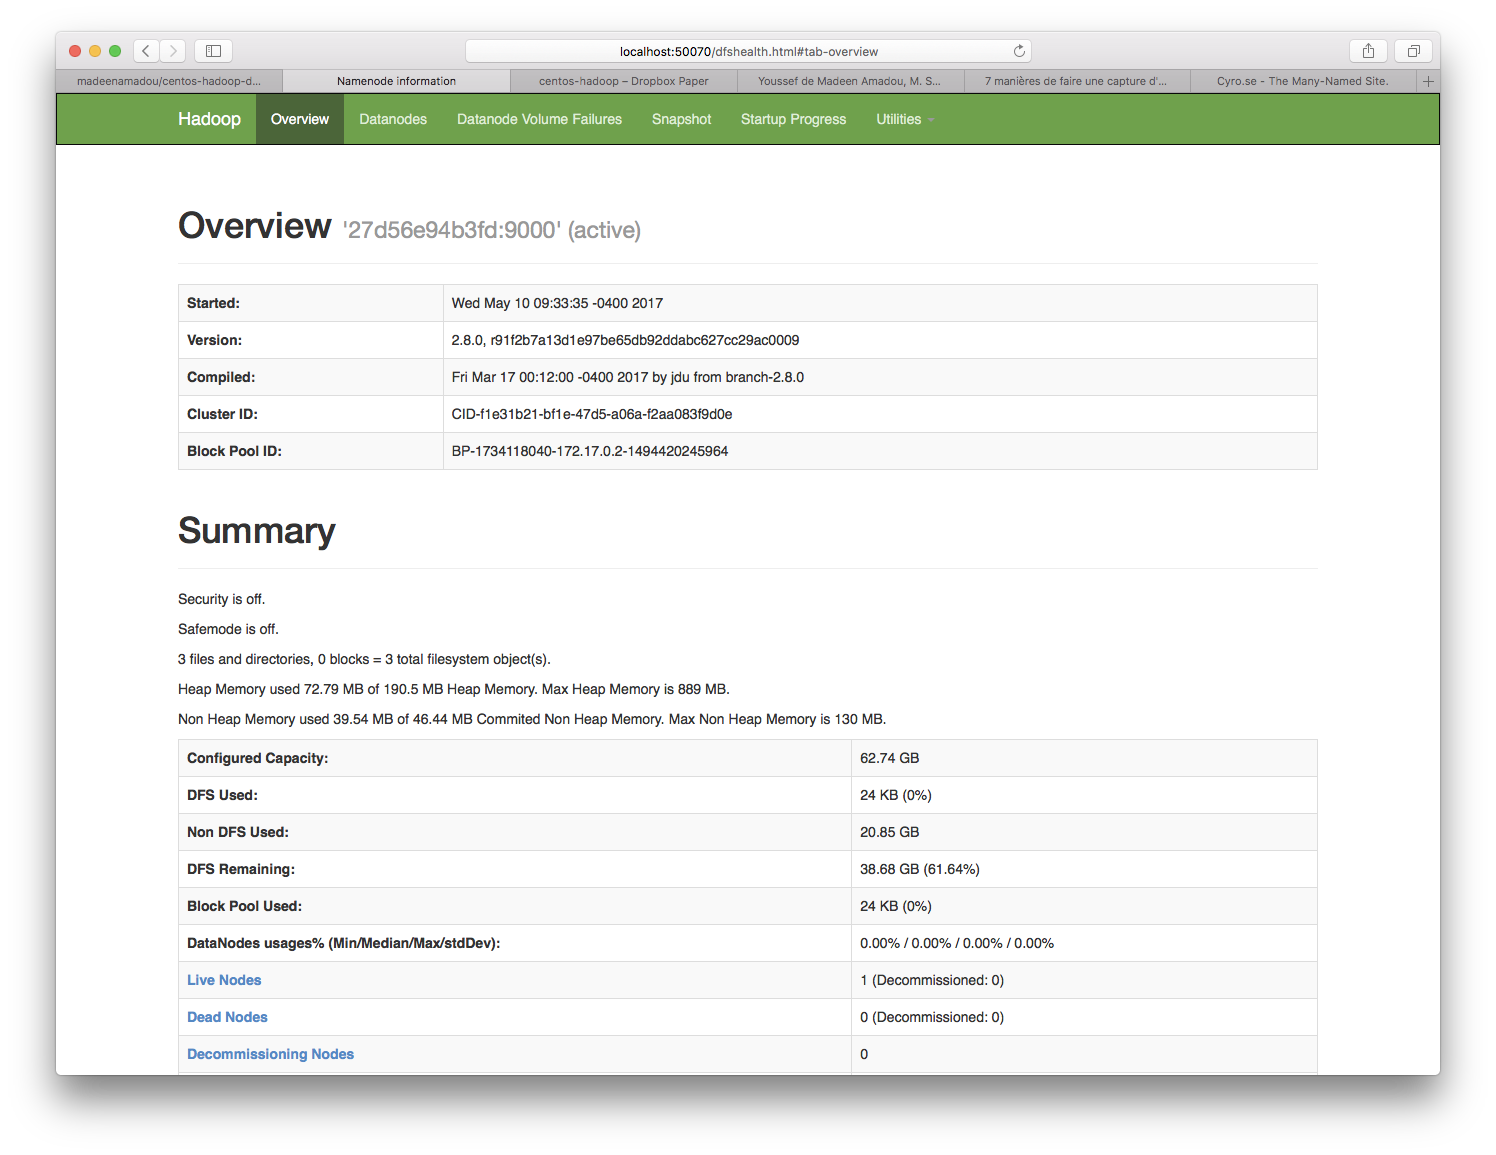 localhost:50070/dfshealth.html#tab-overview
madeenamadou/centos-hadoop-d... Namenode information centos-hadoop – Dropbox Paper Youssef de Madeen Amadou, M. S... 7 manières de faire une capture d'... Cyro.se - The Many-Named Site. +
Hadoop Overview Datanodes Datanode Volume Failures Snapshot Startup Progress Utilities
Overview '27d56e94b3fd:9000' (active)
Started: Wed May 10 09:33:35 -0400 2017
Version: 2.8.0, r91f2b7a13d1e97be65db92ddabc627cc29ac0009
Compiled: Fri Mar 17 00:12:00 -0400 2017 by jdu from branch-2.8.0
Cluster ID: CID-f1e31b21-bf1e-47d5-a06a-f2aa083f9d0e
Block Pool ID: BP-1734118040-172.17.0.2-1494420245964
Summary
Security is off.
Safemode is off.
3 files and directories, 0 blocks = 3 total filesystem object(s).
Heap Memory used 72.79 MB of 190.5 MB Heap Memory. Max Heap Memory is 889 MB.
Non Heap Memory used 39.54 MB of 46.44 MB Commited Non Heap Memory. Max Non Heap Memory is 130 MB.
Configured Capacity: 62.74 GB
DFS Used: 24 KB (0%)
Non DFS Used: 20.85 GB
DFS Remaining: 38.68 GB (61.64%)
Block Pool Used: 24 KB (0%)
DataNodes usages% (Min/Median/Max/stdDev): 0.00% / 0.00% / 0.00% / 0.00%
Live Nodes 1 (Decommissioned: 0)
Dead Nodes 0 (Decommissioned: 0)
Decommissioning Nodes 0